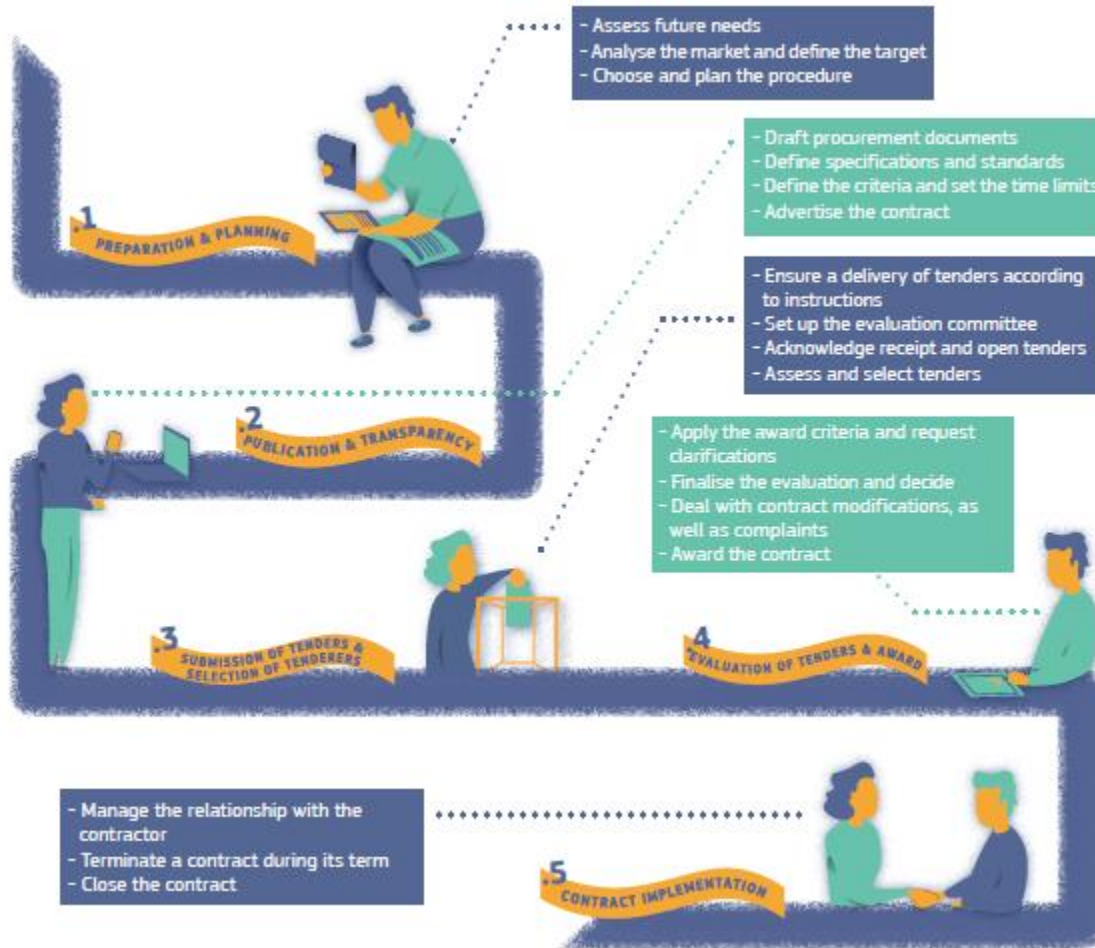 - Assess future needs
- Analyse the market and define the target
- Choose and plan the procedure
- Draft procurement documents
- Define specifications and standards
- Define the criteria and set the time limits
- Advertise the contract
.1
PREPARATION & PLANNING
- Ensure a delivery of tenders according
to instructions
- Set up the evaluation committee
- Acknowledge receipt and open tenders
- Assess and select tenders
.2
PUBLICATION & TRANSPARENCY
- Apply the award criteria and request
clarifications
- Finalise the evaluation and decide
- Deal with contract modifications, as
well as complaints
- Award the contract
.3
SUBMISSION OF TENDERS &
SELECTION OF TENDERERS
.4
EVALUATION OF TENDERS & AWARD
- Manage the relationship with the
contractor
- Terminate a contract during its term
- Close the contract
.5
CONTRACT IMPLEMENTATION